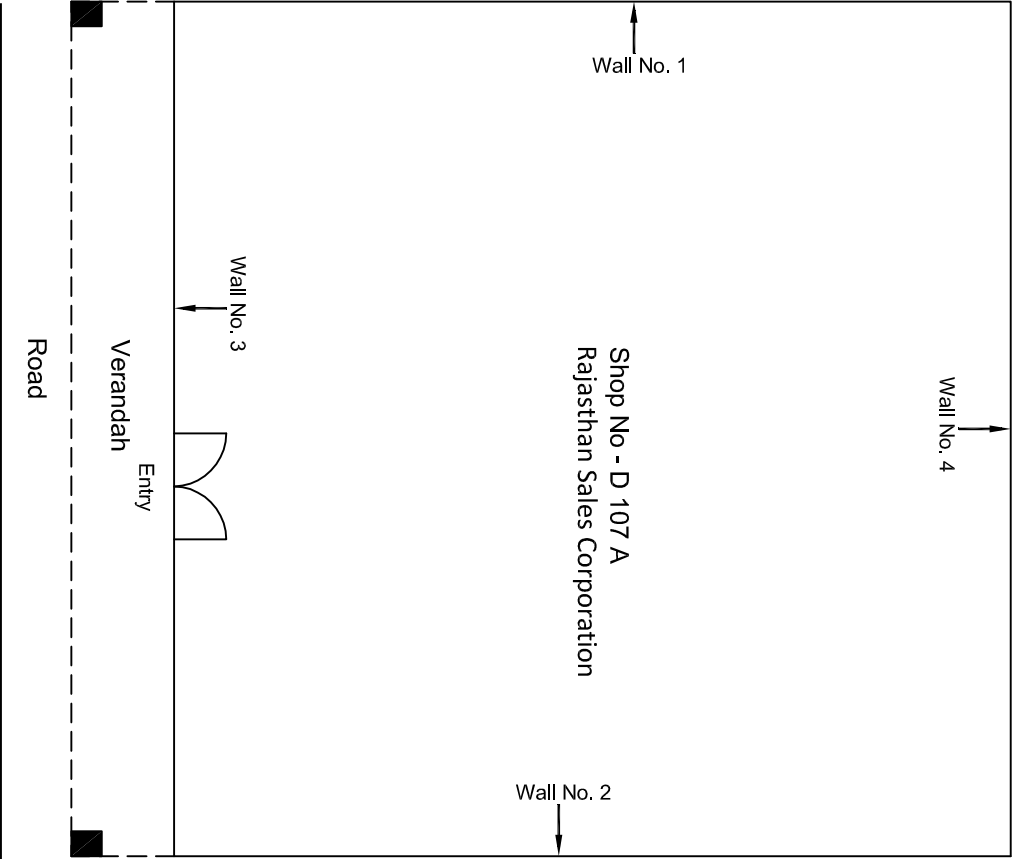 Wall No. 1
Wall No. 4
Wall No. 3
Shop No - D 107 A
Rajasthan Sales Corporation
Road
Verandah
Entry
Wall No. 2